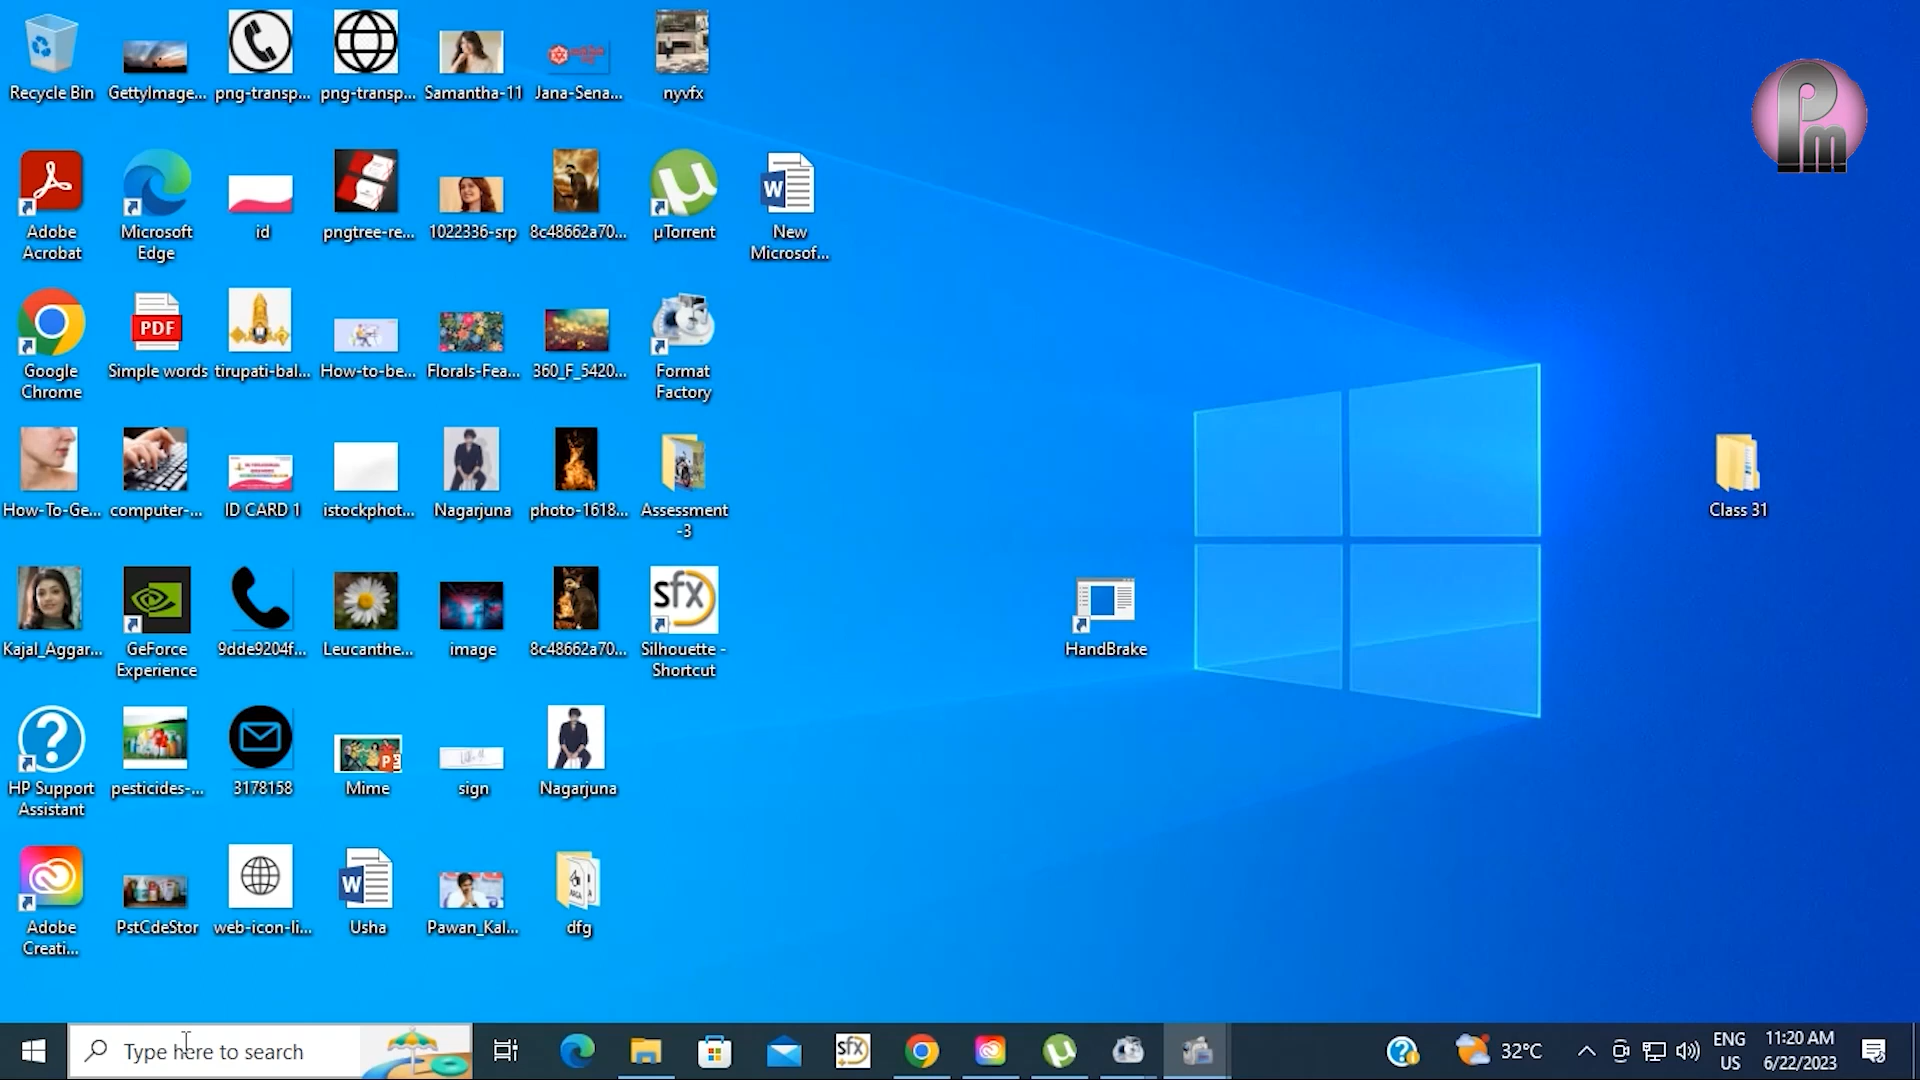 Recycle Bin
GettyImage...
png-transp...
png-transp...
Samantha-11
Jana-Sena...
nyvfx
Pm
Adobe
Acrobat
Microsoft
Edge
id
pngtree-re...
1022336-srp
8c48662a70...
µTorrent
New
Microsof...
Google
Chrome
PDF
Simple words
tirupati-bal...
How-to-be...
Florals-Fea...
360_F_5420...
Format
Factory
How-To-Ge...
computer-...
ID CARD 1
istockphot...
Nagarjuna
photo-1618...
Assessment
-3
Class 31
Kajal_Aggar...
GeForce
Experience
9dde9204f...
Leucanthe...
image
8c48662a70...
sfx
Silhouette -
Shortcut
HandBrake
HP Support
Assistant
pesticides-...
3178158
Mime
sign
Nagarjuna
Adobe
Creati...
PstCdeStor
web-icon-li...
Usha
Pawan_Kal...
dfg
Type here to search
sfx
32°C
ENG
US
11:20 AM
6/22/2023